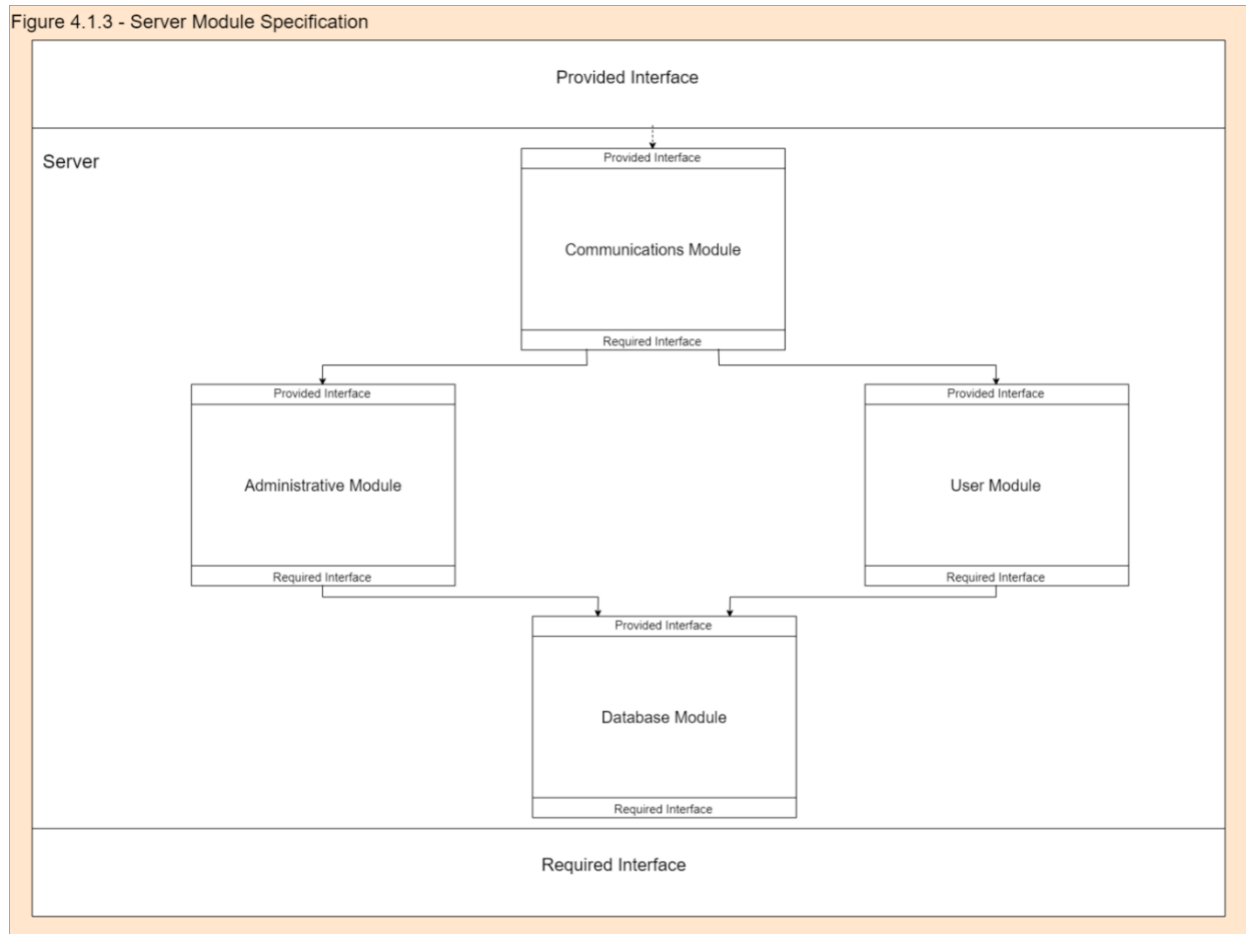 Figure 4.1.3 - Server Module Specification
Provided Interface
Server
Provided Interface
Communications Module
Required Interface
Provided Interface
Administrative Module
Required Interface
Provided Interface
User Module
Required Interface
Provided Interface
Database Module
Required Interface
Required Interface